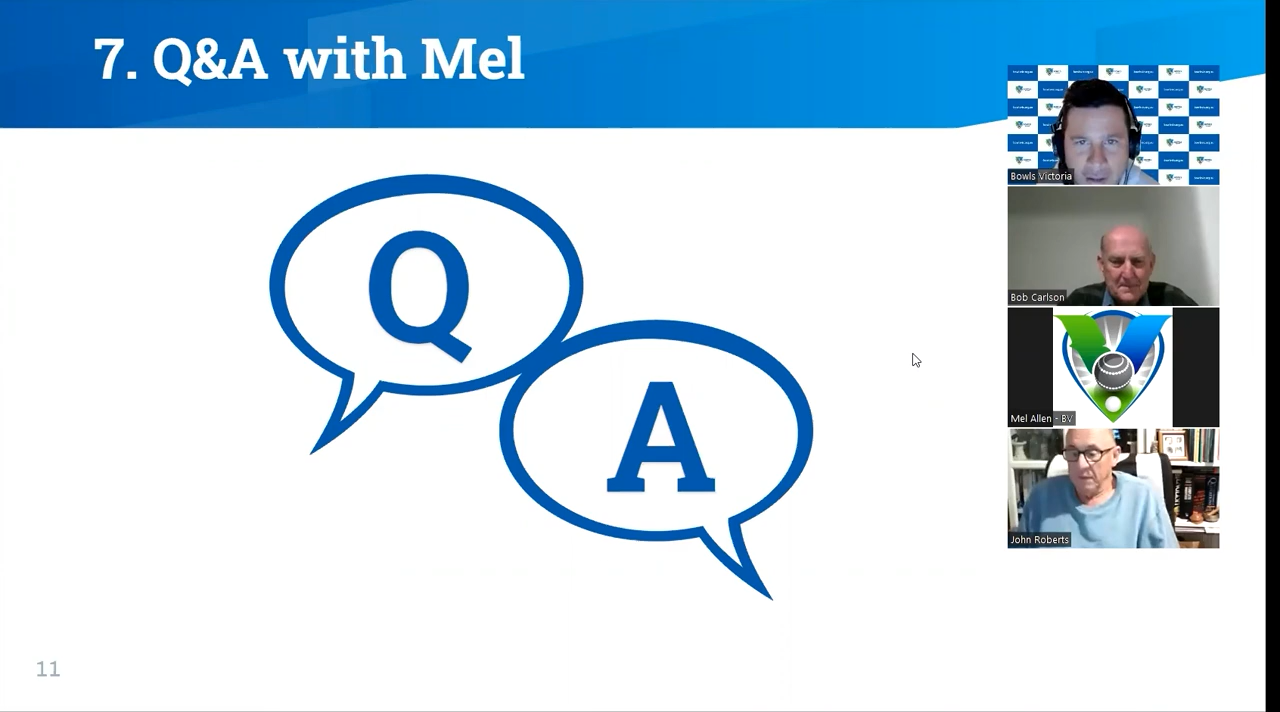 7. Q&A with Mel
Q
A
Bowls Victoria
Bob Carlson
Mel Allen - BV
John Roberts
11